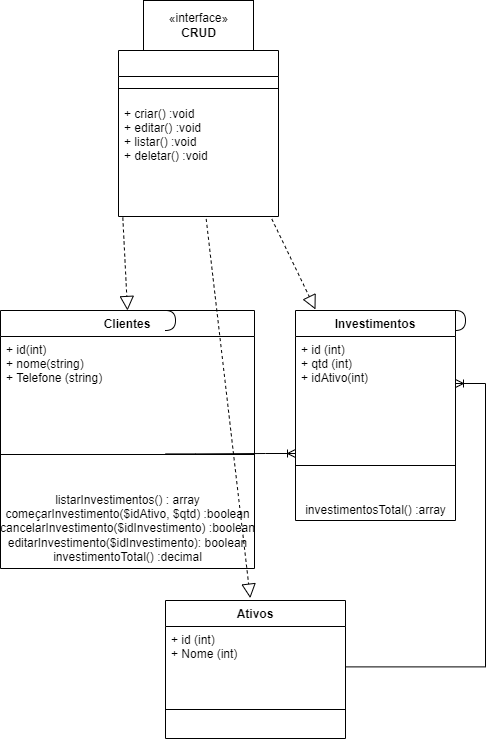 «interface»
CRUD
+ criar() :void
+ editar() :void
+ listar() :void
+ deletar() :void
Clientes
+ id(int)
+ nome(string)
+ Telefone (string)
listarInvestimentos() : array
começarInvestimento($idAtivo, $qtd) :boolean
cancelarInvestimento($idInvestimento) :boolean
editarInvestimento($idInvestimento): boolean
investimentoTotal() :decimal
Investimentos
+ id (int)
+ qtd (int)
+ idAtivo(int)
investimentosTotal() :array
Ativos
+ id (int)
+ Nome (int)